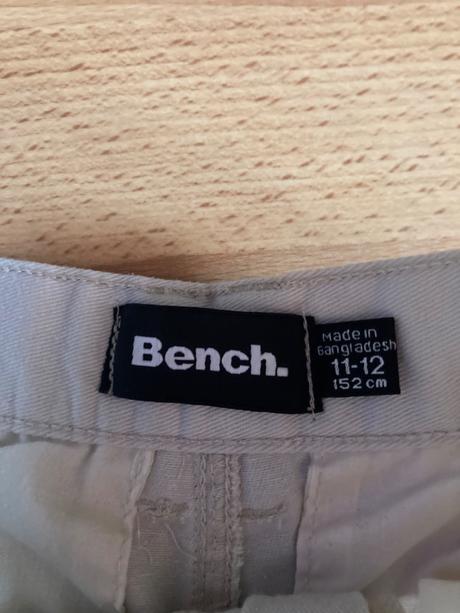 Bench.
Made in
Bangladesh
11-12
152 cm